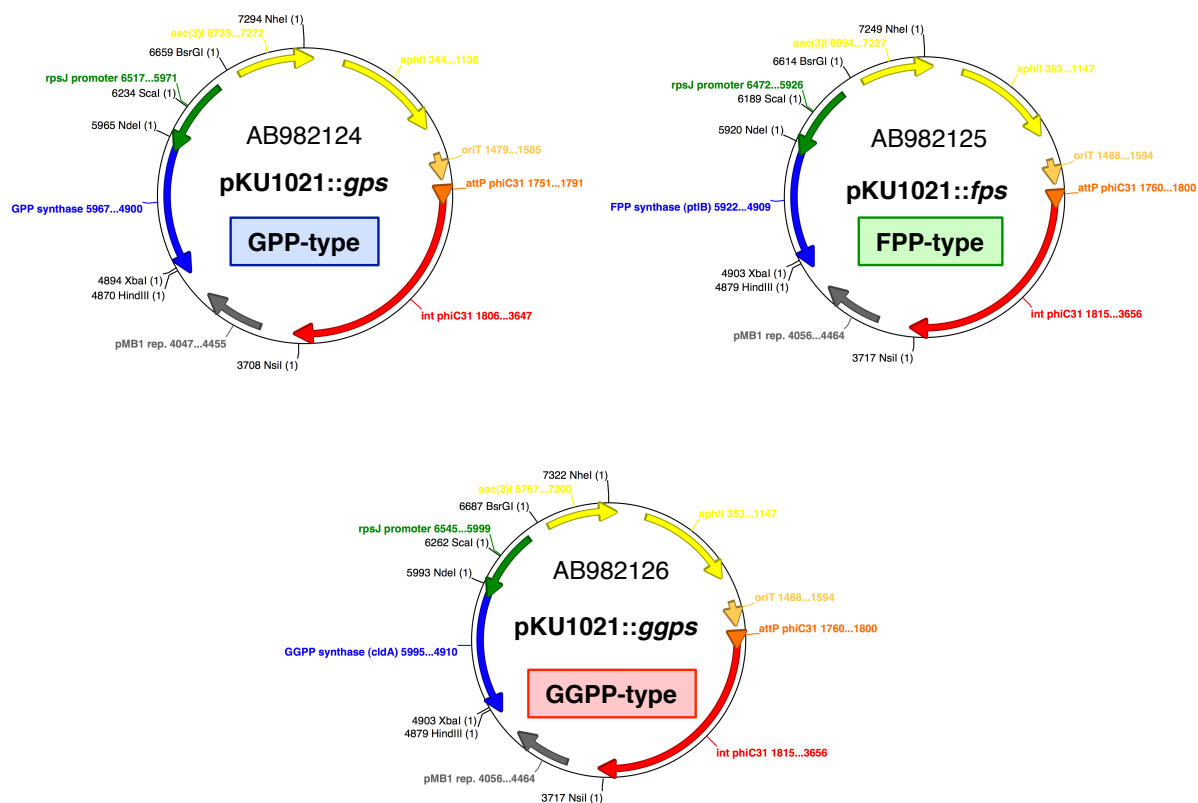 7294 NheI (1)
aac(3)I 6739...7272
6659 BsrGI (1)
aphII 344...1138
rpsJ promoter 6517...5971
6234 ScaI (1)
5965 NdeI (1)
AB982124
oriT 1479...1585
pKU1021::gps
attP phiC31 1751...1791
GPP synthase 5967...4900
GPP-type
4894 XbaI (1)
4870 HindIII (1)
int phiC31 1806...3647
pMB1 rep. 4047...4455
3708 NsiI (1)
7249 NheI (1)
aac(3)I 6694...7227
6614 BsrGI (1)
aphII 353...1147
rpsJ promoter 6472...5926
6189 ScaI (1)
5920 NdeI (1)
AB982125
oriT 1488...1594
pKU1021::fps
attP phiC31 1760...1800
FPP synthase (ptlB) 5922...4909
FPP-type
4903 XbaI (1)
4879 HindIII (1)
int phiC31 1815...3656
pMB1 rep. 4056...4464
3717 NsiI (1)
7322 NheI (1)
aac(3)I 6767...7300
6687 BsrGI (1)
aphII 353...1147
rpsJ promoter 6545...5999
6262 ScaI (1)
5993 NdeI (1)
AB982126
oriT 1488...1594
pKU1021::ggps
attP phiC31 1760...1800
GGPP synthase (cldA) 5995...4910
GGPP-type
4903 XbaI (1)
4879 HindIII (1)
int phiC31 1815...3656
pMB1 rep. 4056...4464
3717 NsiI (1)